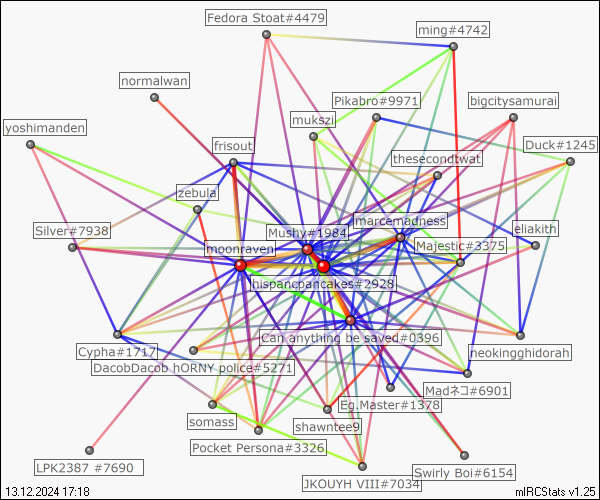 Fedora Stoat#4479
ming#4742
normalwan
Pikabro#9971
bigcitysamurai
mukszi
yoshimanden
frisout
Duck#1245
thesecondtwat
zebula
marcemadness
Silver#7938
Mushy#1984
eliakith
moonraven
Majestic#3375
hispancpancakes#2928
Can anything be saved#0396
Cypha#1717
neokingghidorah
DacobDacob hORNY police#5271
Madネコ#6901
Eg.Master#1378
somass
shawntee9
Pocket Persona#3326
LPK2387 #7690
Swirly Boi#6154
JKOUYH VIII#7034
13.12.2024 17:18
mIRCStats v1.25